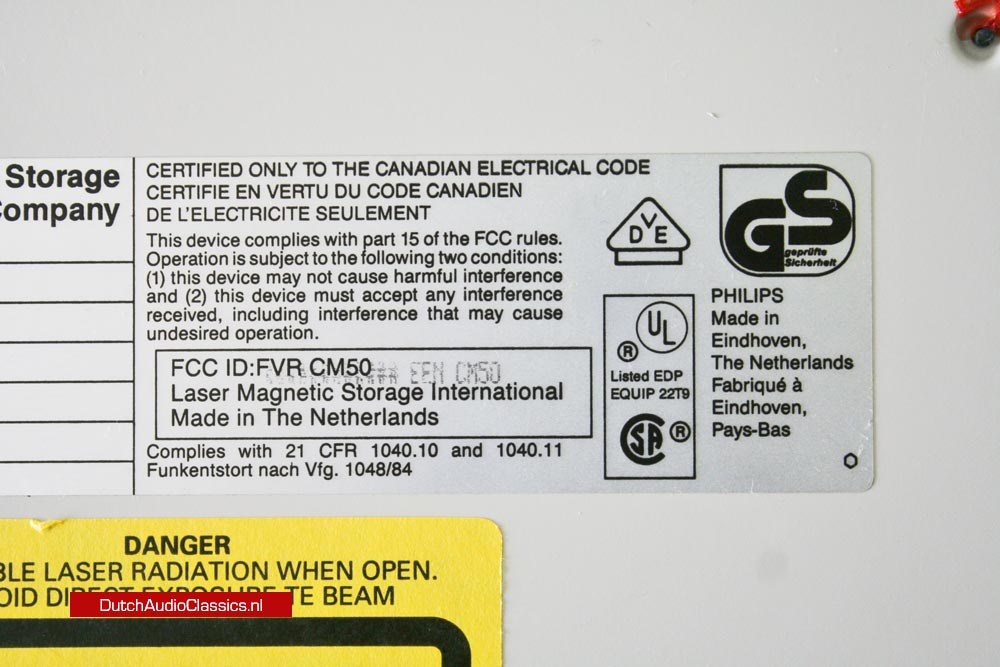 Storage
Company
CERTIFIED ONLY TO THE CANADIAN ELECTRICAL CODE
CERTIFIE EN VERTU DU CODE CANADIEN
DE L'ELECTRICITE SEULEMENT
This device complies with part 15 of the FCC rules.
Operation is subject to the following two conditions:
(1) this device may not cause harmful interference
and (2) this device must accept any interference
received, including interference that may cause
undesired operation.
FCC ID:FVR CM50
EEN CM50
Laser Magnetic Storage International
Made in The Netherlands
Complies with 21 CFR 1040.10 and 1040.11
Funkentstort nach Vfg. 1048/84
VDE
UL
®
Listed EDP
EQUIP 22T9
SA ®
GS
geprüfte
Sicherheit
PHILIPS
Made in
Eindhoven,
The Netherlands
Fabriqué à
Eindhoven,
Pays-Bas
DANGER
LASER RADIATION WHEN OPEN.
BEAM
DutchAudioClassics.nl